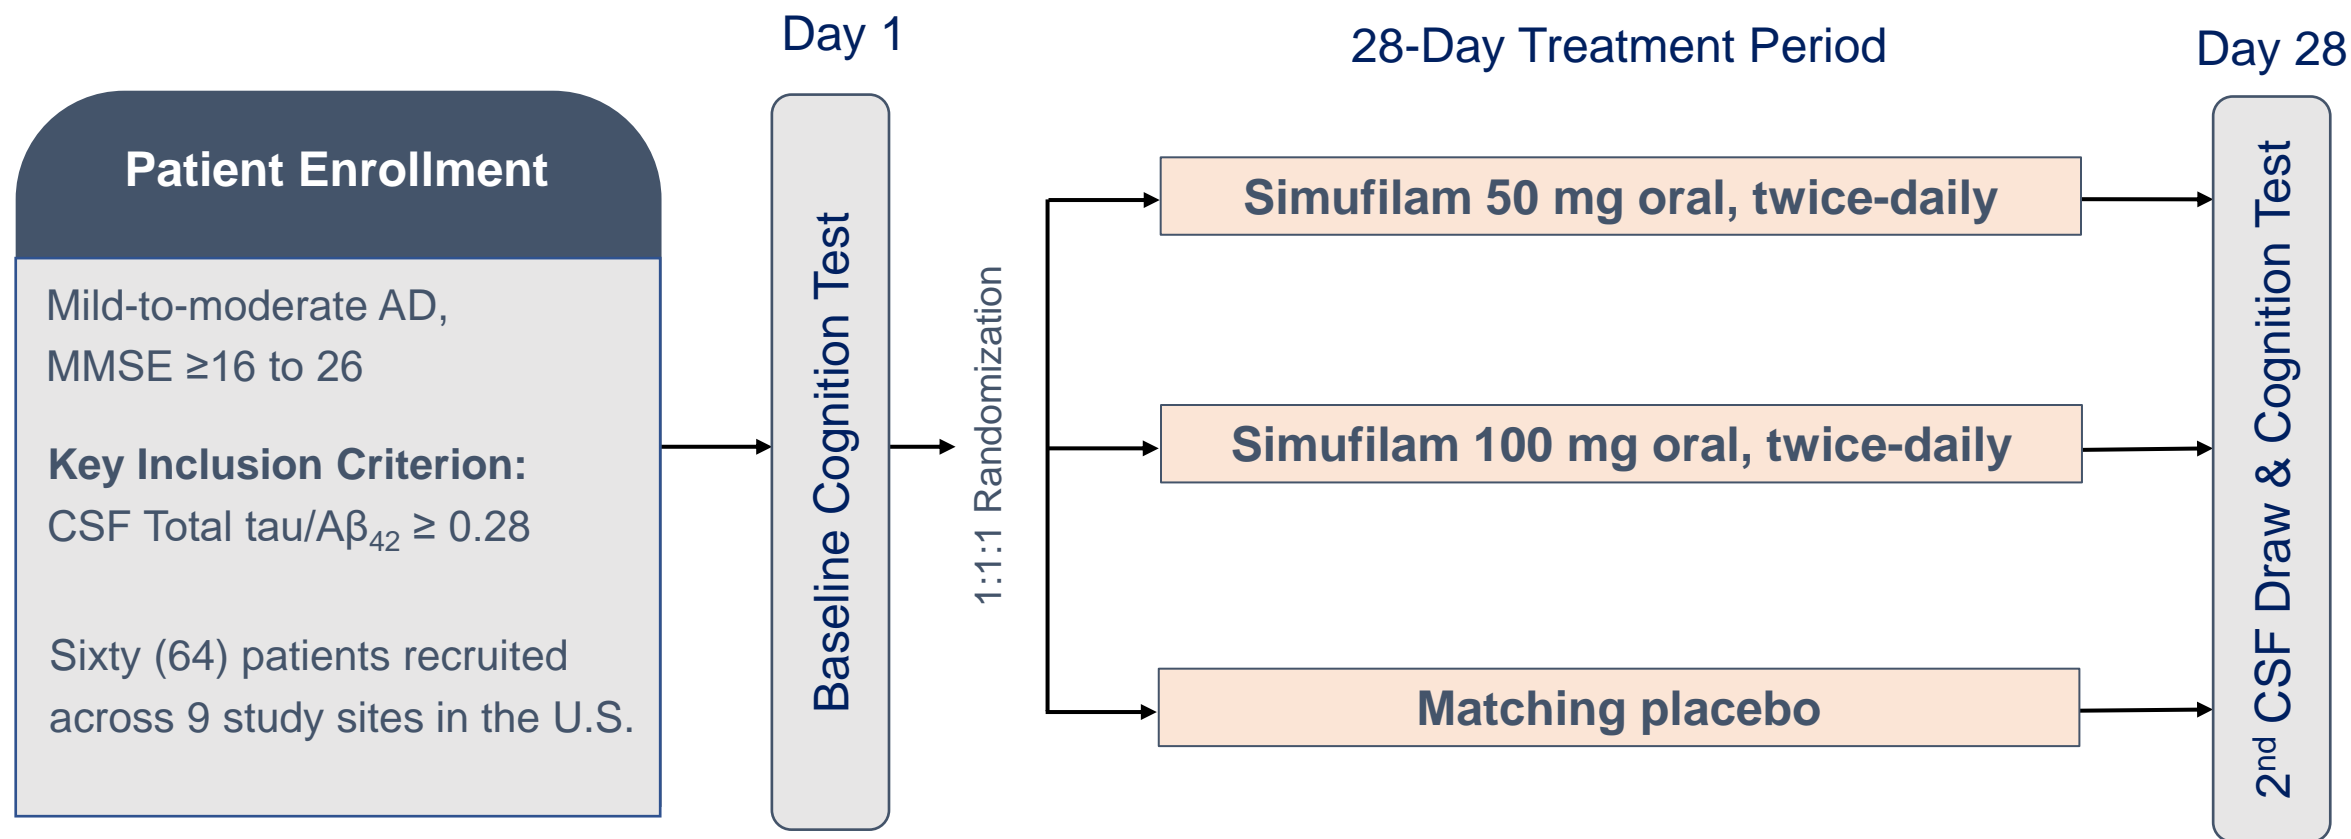 Patient Enrollment
Mild-to-moderate AD,
MMSE ≥16 to 26
Key Inclusion Criterion:
CSF Total tau/Aβ42 ≥ 0.28
Sixty (64) patients recruited
across 9 study sites in the U.S.
Day 1
Baseline Cognition Test
1:1:1 Randomization
28-Day Treatment Period
Simufilam 50 mg oral, twice-daily
Simufilam 100 mg oral, twice-daily
Matching placebo
Day 28
2nd CSF Draw & Cognition Test